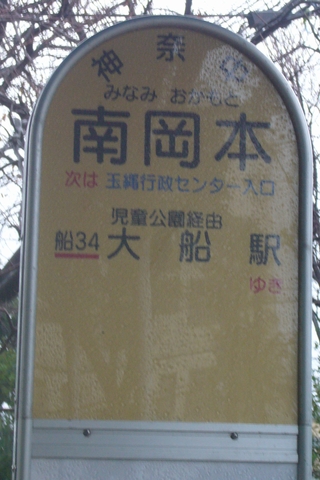 神奈中
みなみ おかもと
南岡本
次は 玉縄行政センター入口
児童公園経由
船34 大船駅
ゆき